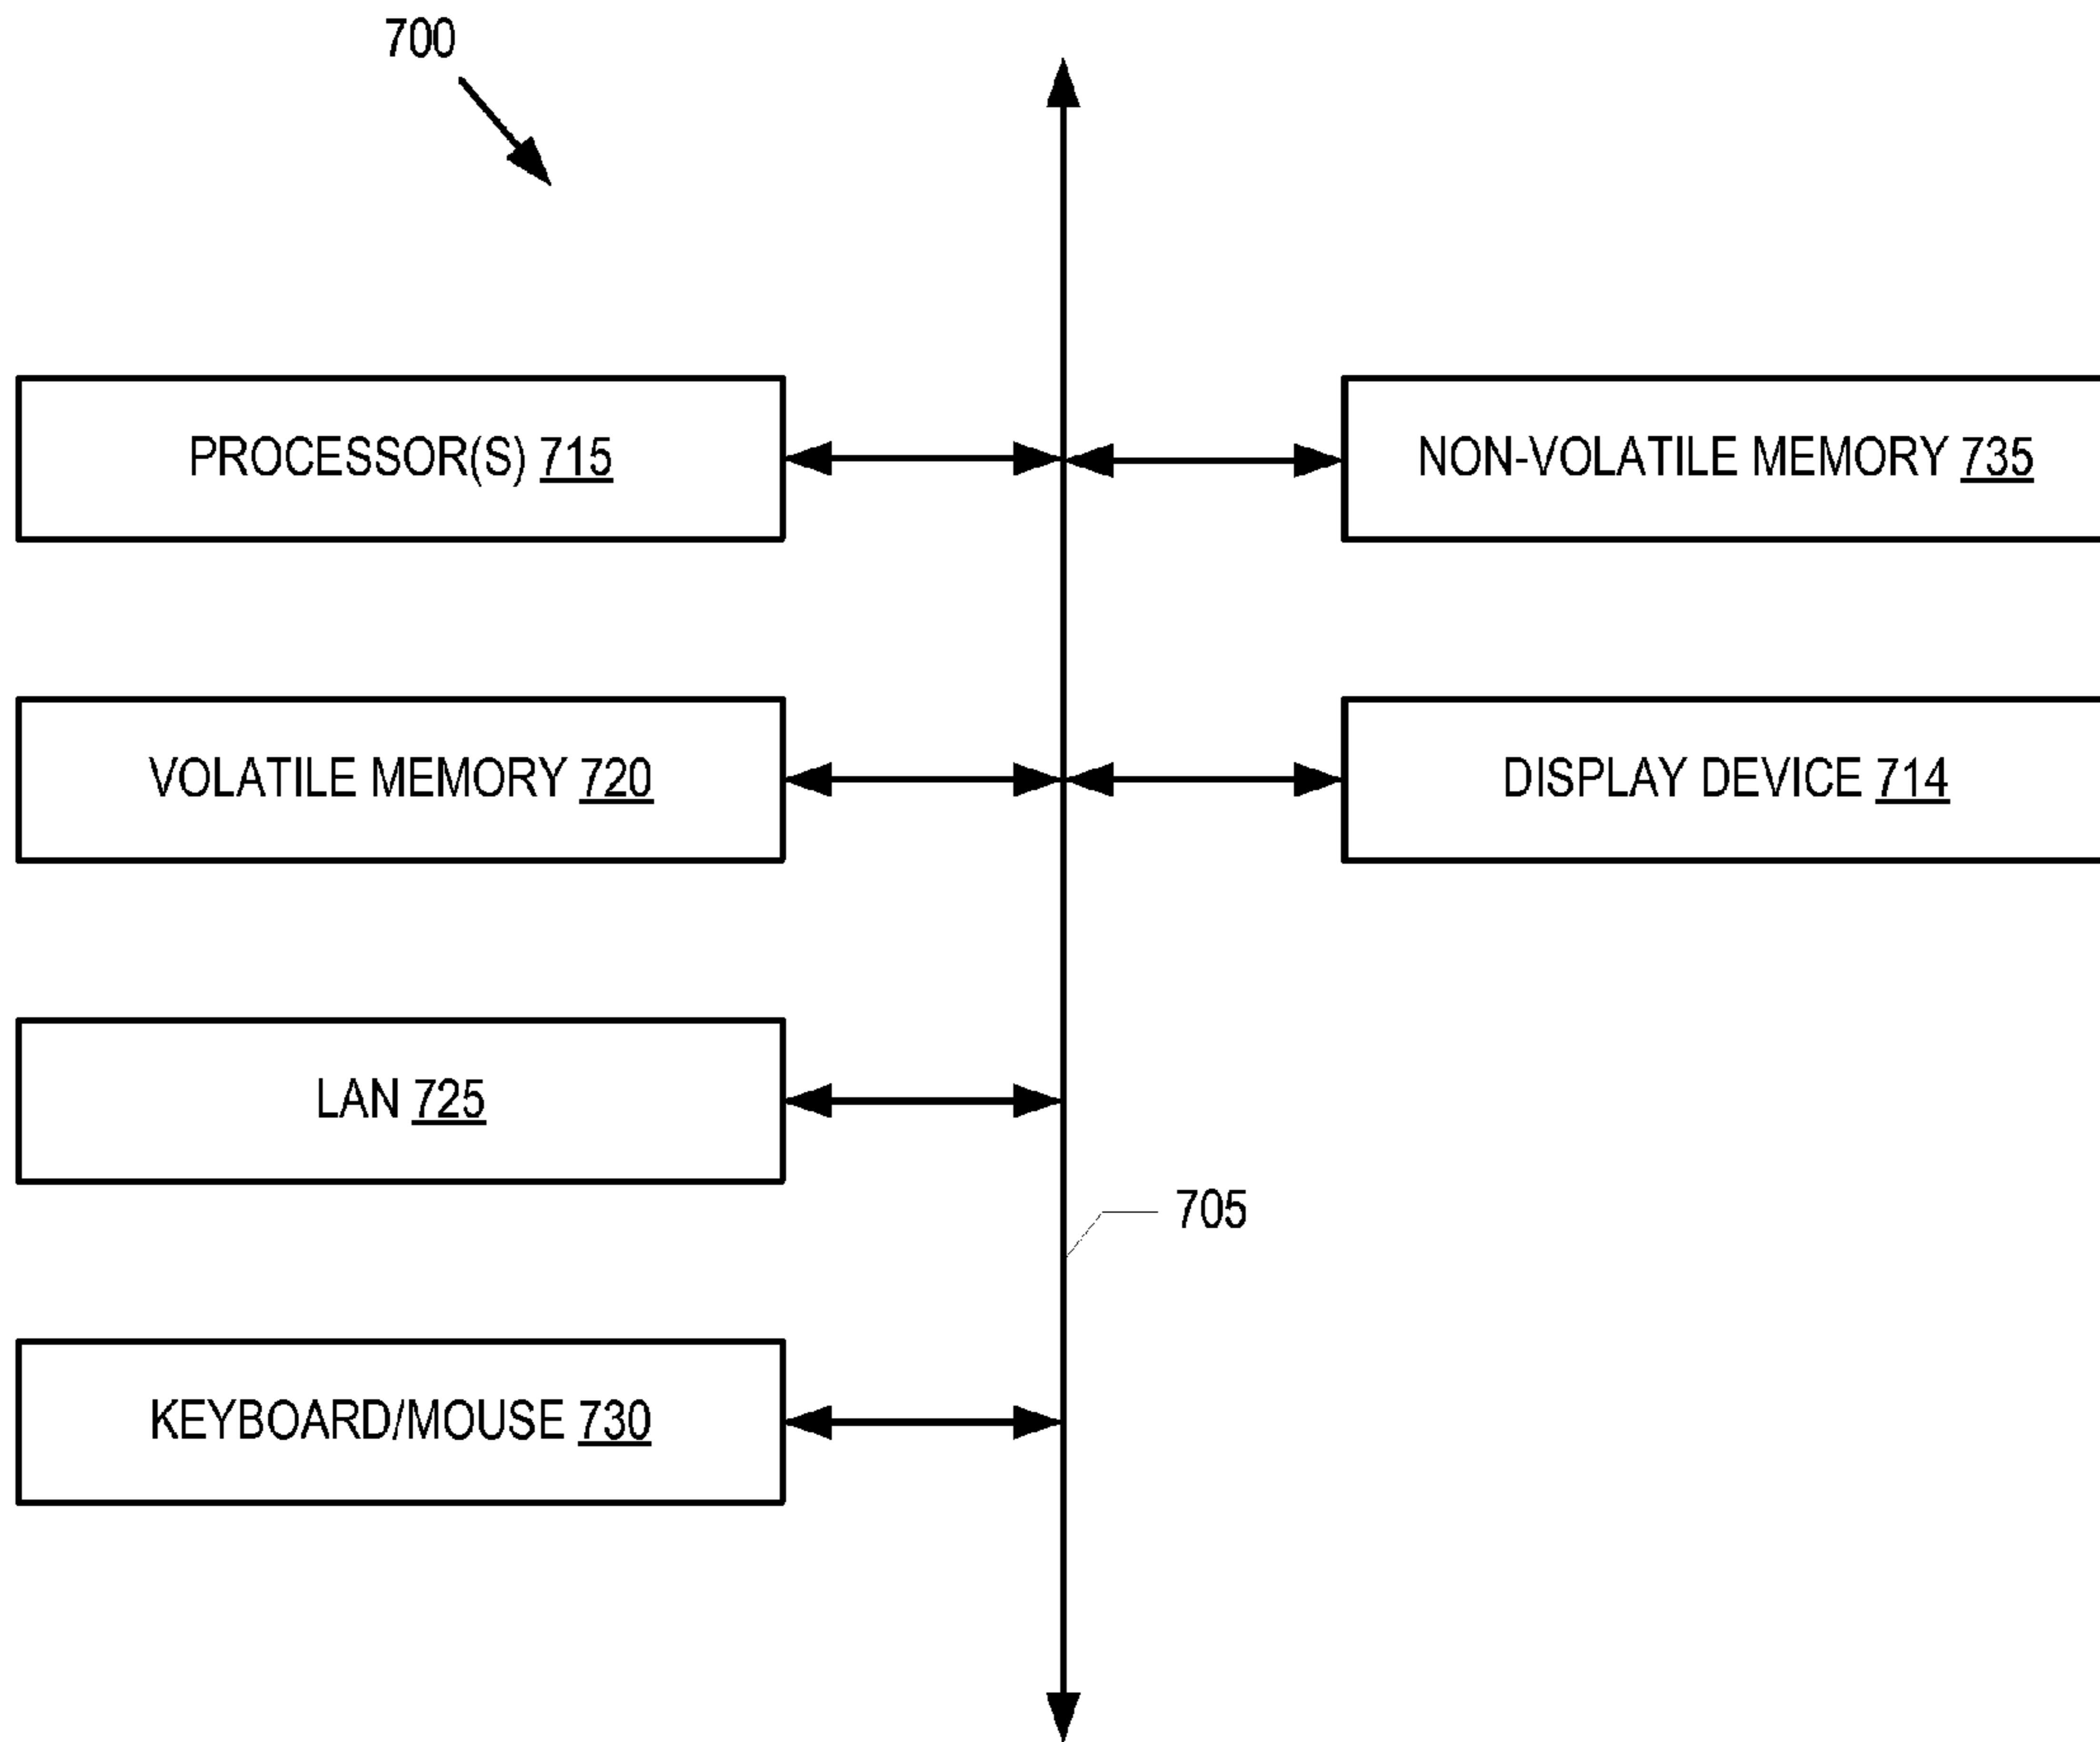 700
PROCESSOR(S) 715
NON-VOLATILE MEMORY 735
VOLATILE MEMORY 720
DISPLAY DEVICE 714
LAN 725
705
KEYBOARD/MOUSE 730